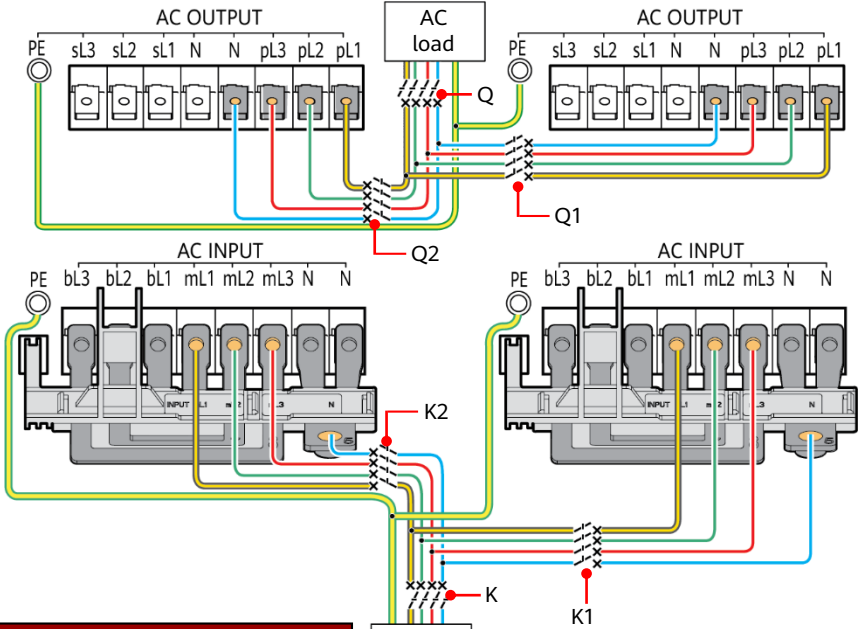 AC OUTPUT
PE sL3 sL2 sL1 N N pL3 pL2 pL1
AC
load
AC OUTPUT
PE sL3 sL2 sL1 N N pL3 pL2 pL1
Q
Q1
Q2
AC INPUT
PE bL3 bL2 bL1 mL1 mL2 mL3 N N
INPUT mL2 N
AC INPUT
PE bL3 bL2 bL1 mL1 mL2 mL3 N N
INPUT mL2 N
K2
K
K1